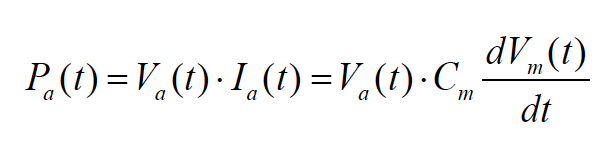 P_a(t) = V_a(t) · I_a(t) = V_a(t) · C_m dV_m(t)/dt